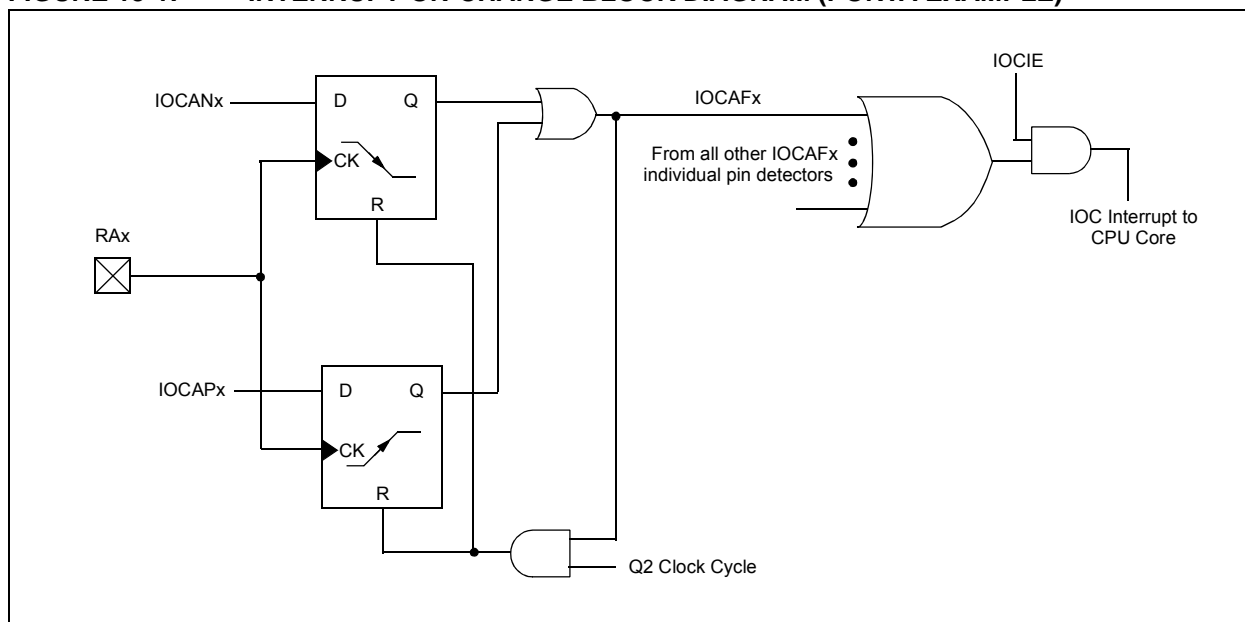 IOCIE
IOCANx
D
Q
IOCAFx
CK
From all other IOCAFx
individual pin detectors
R
IOC Interrupt to
CPU Core
RAx
IOCAPx
D
Q
CK
R
Q2 Clock Cycle